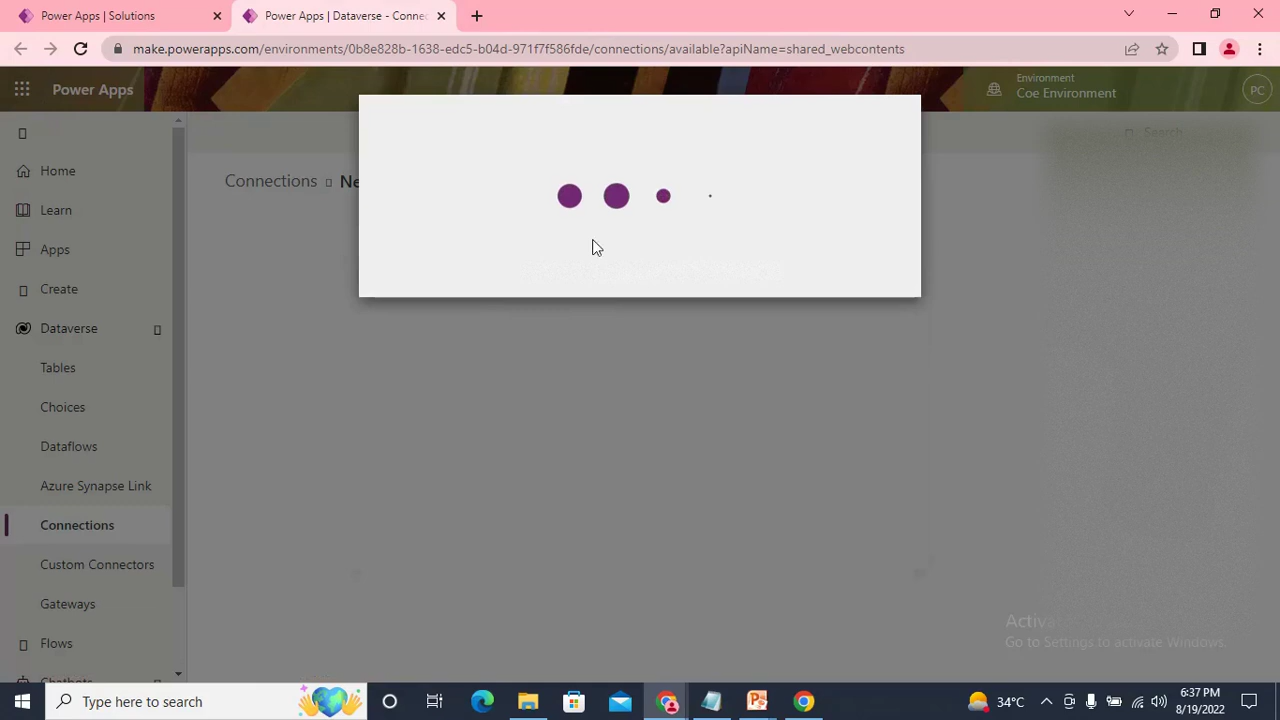 Power Apps | Solutions
Power Apps | Dataverse - Connec
make.powerapps.com/environments/0b8e828b-1638-edc5-b04d-971f7f586fde/connections/available?apiName=shared_webcontents
Power Apps
Environment
Coe Environment
PC
Search
Home
Connections
Ne
Learn
Apps
Create
Dataverse
Tables
Choices
Dataflows
Azure Synapse Link
Connections
Custom Connectors
Gateways
Flows
Chatbots
Activa
Go to Settings to activate Windows.
Type here to search
34°C
6:37 PM
8/19/2022